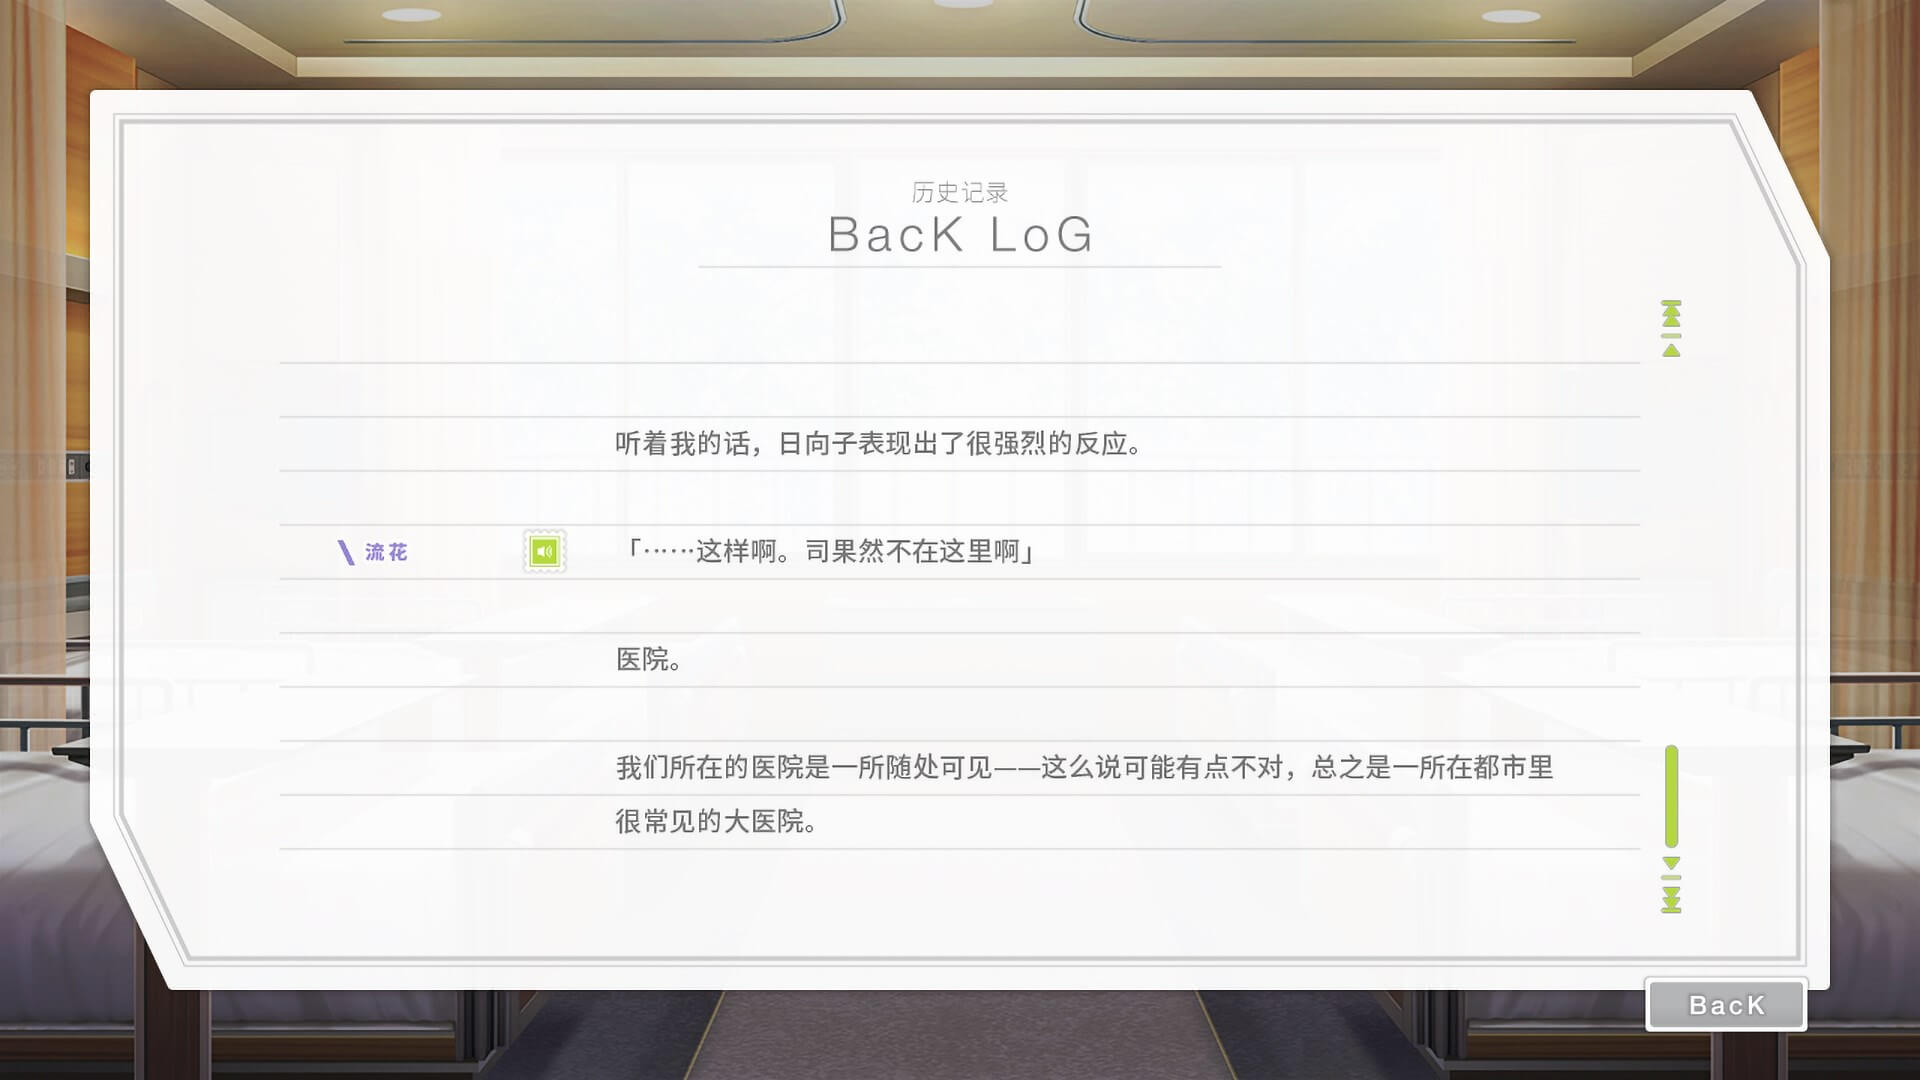 历史记录
BacK LoG
听着我的话，日向子表现出了很强烈的反应。
流花
「……这样啊。司果然不在这里啊」
医院。
我们所在的医院是一所随处可见——这么说可能有点不对，总之是一所在都市里
很常见的大医院。
BacK